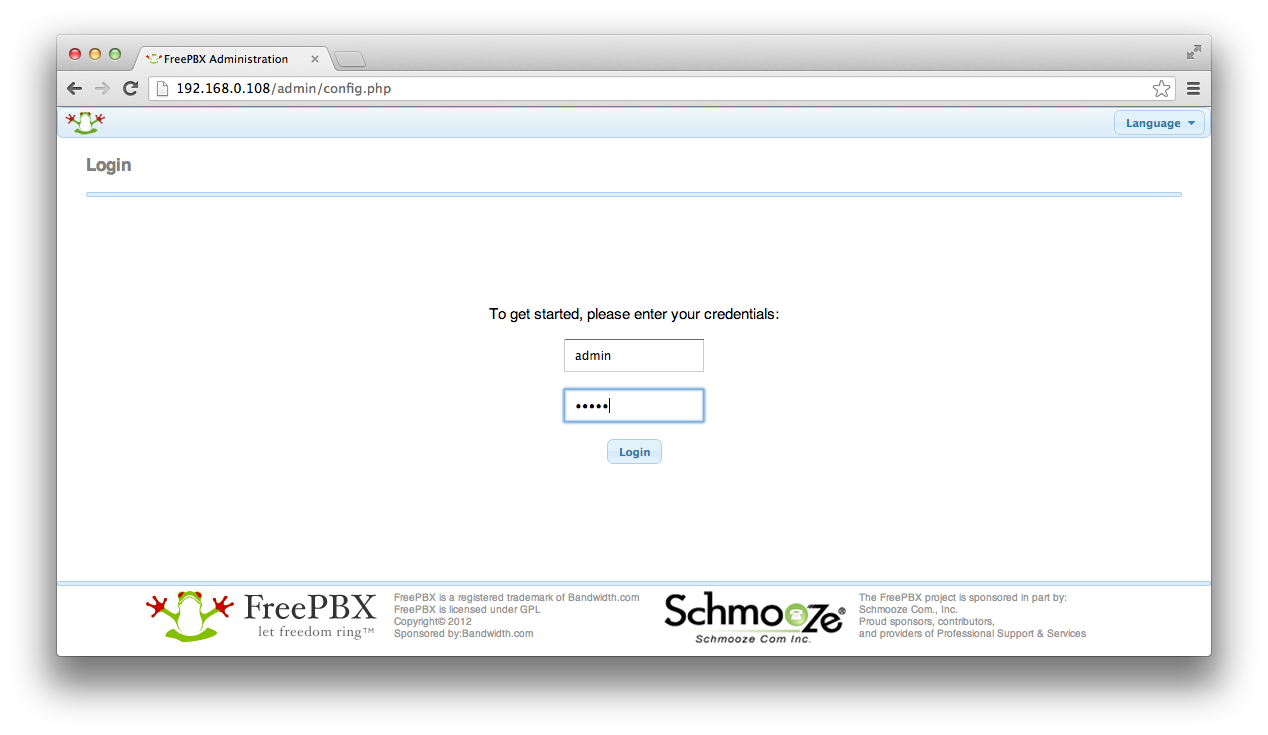 FreePBX Administration
192.168.0.108/admin/config.php
Language
Login
To get started, please enter your credentials:
admin
•••••
Login
FreePBX
let freedom ring™
FreePBX is a registered trademark of Bandwidth.com
FreePBX is licensed under GPL
Copyright© 2012
Sponsored by:Bandwidth.com
SchmooZe®
Schmooze Com Inc.
The FreePBX project is sponsored in part by:
Schmooze Com., Inc.
Proud sponsors, contributors,
and providers of Professional Support & Services